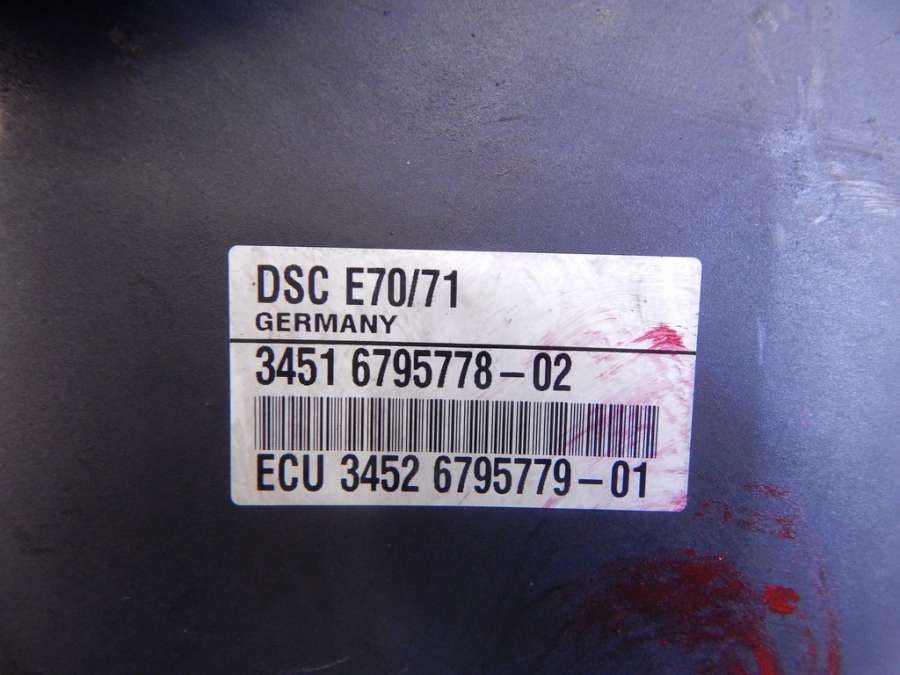 DSC E70/71
GERMANY
3451 6795778-02
ECU 3452 6795779-01